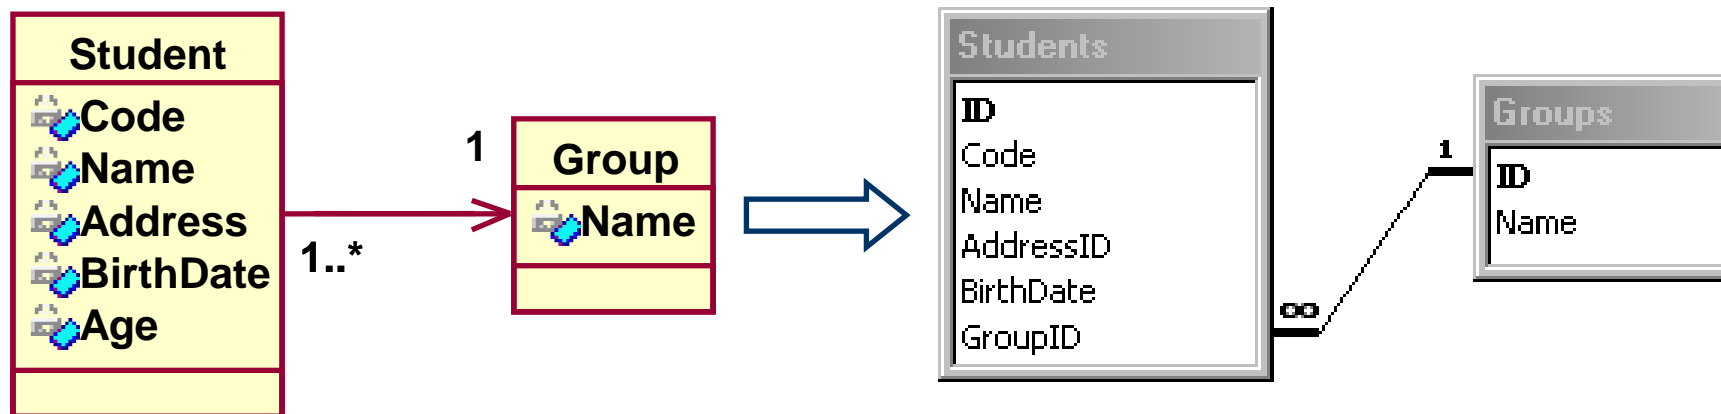 Student
Code
Name
Address
BirthDate
Age
1..*
1
Group
Name
Students
ID
Code
Name
AddressID
BirthDate
GroupID
∞
1
Groups
ID
Name